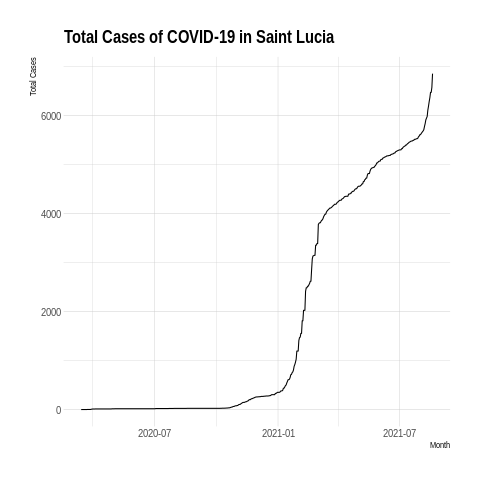 Total Cases of COVID-19 in Saint Lucia
Total Cases
6000
4000
2000
0
2020-07 2021-01 2021-07
Month